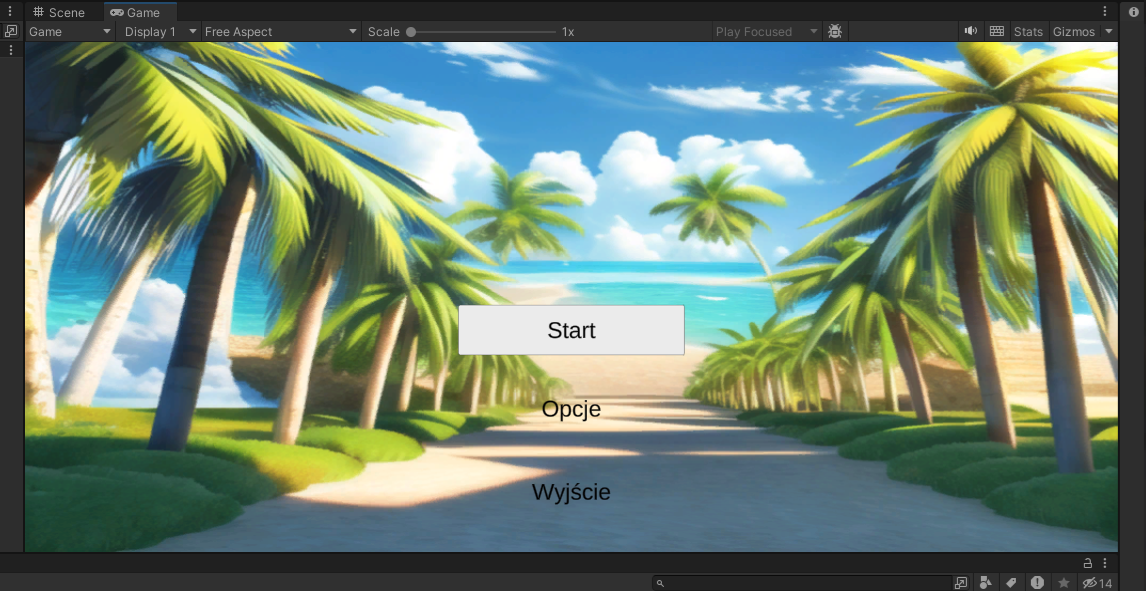 Scene Game
Game Display 1 Free Aspect Scale 1x Play Focused Stats Gizmos
Start
Opcje
Wyjście
14